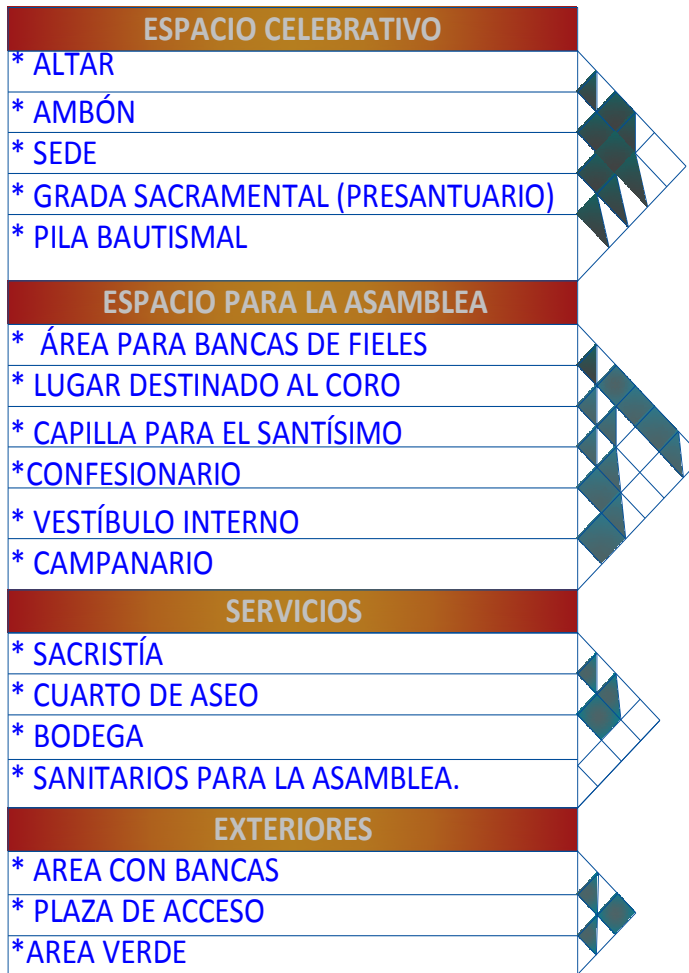 ESPACIO CELEBRATIVO
* ALTAR
* AMBÓN
* SEDE
* GRADA SACRAMENTAL (PRESANTUARIO)
* PILA BAUTISMAL
ESPACIO PARA LA ASAMBLEA
* ÁREA PARA BANCAS DE FIELES
* LUGAR DESTINADO AL CORO
* CAPILLA PARA EL SANTÍSIMO
*CONFESIONARIO
* VESTÍBULO INTERNO
* CAMPANARIO
SERVICIOS
* SACRISTÍA
* CUARTO DE ASEO
* BODEGA
* SANITARIOS PARA LA ASAMBLEA.
EXTERIORES
* AREA CON BANCAS
* PLAZA DE ACCESO
*AREA VERDE